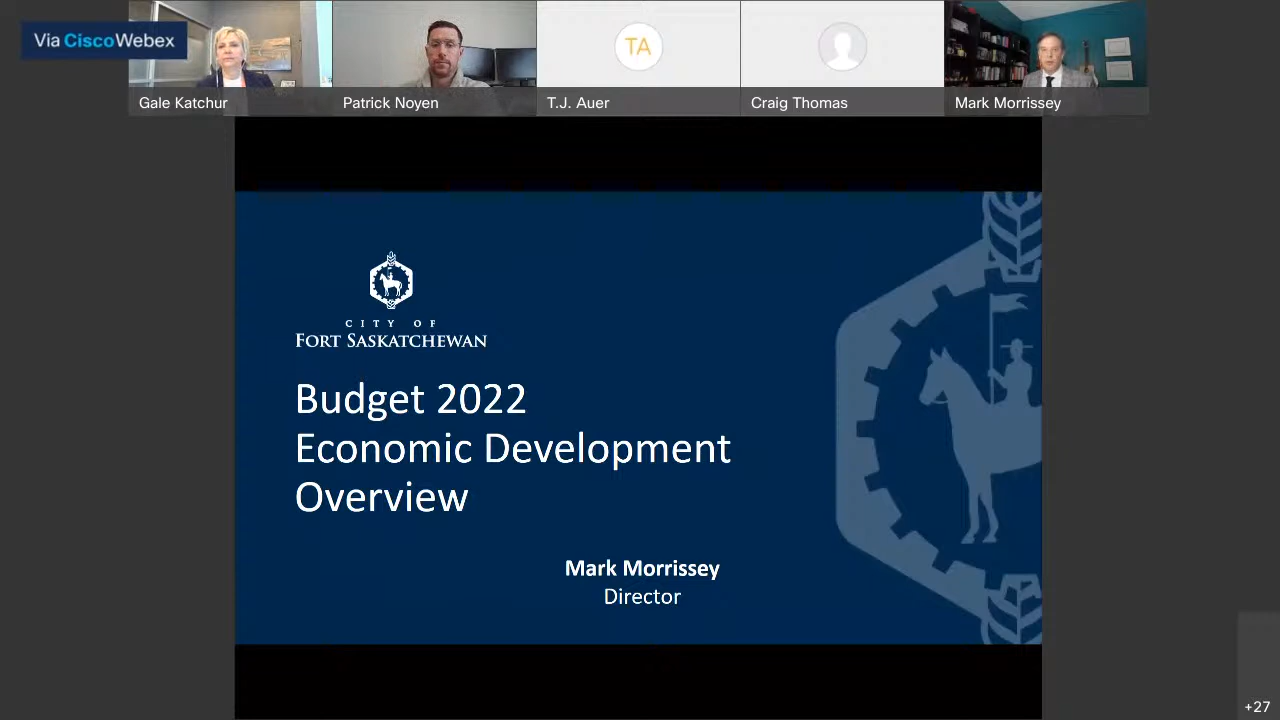 Via CiscoWebex
Gale Katchur
Patrick Noyen
TA
T.J. Auer
Craig Thomas
Mark Morrissey
CITY OF
FORT SASKATCHEWAN
Budget 2022
Economic Development
Overview
Mark Morrissey
Director
+27